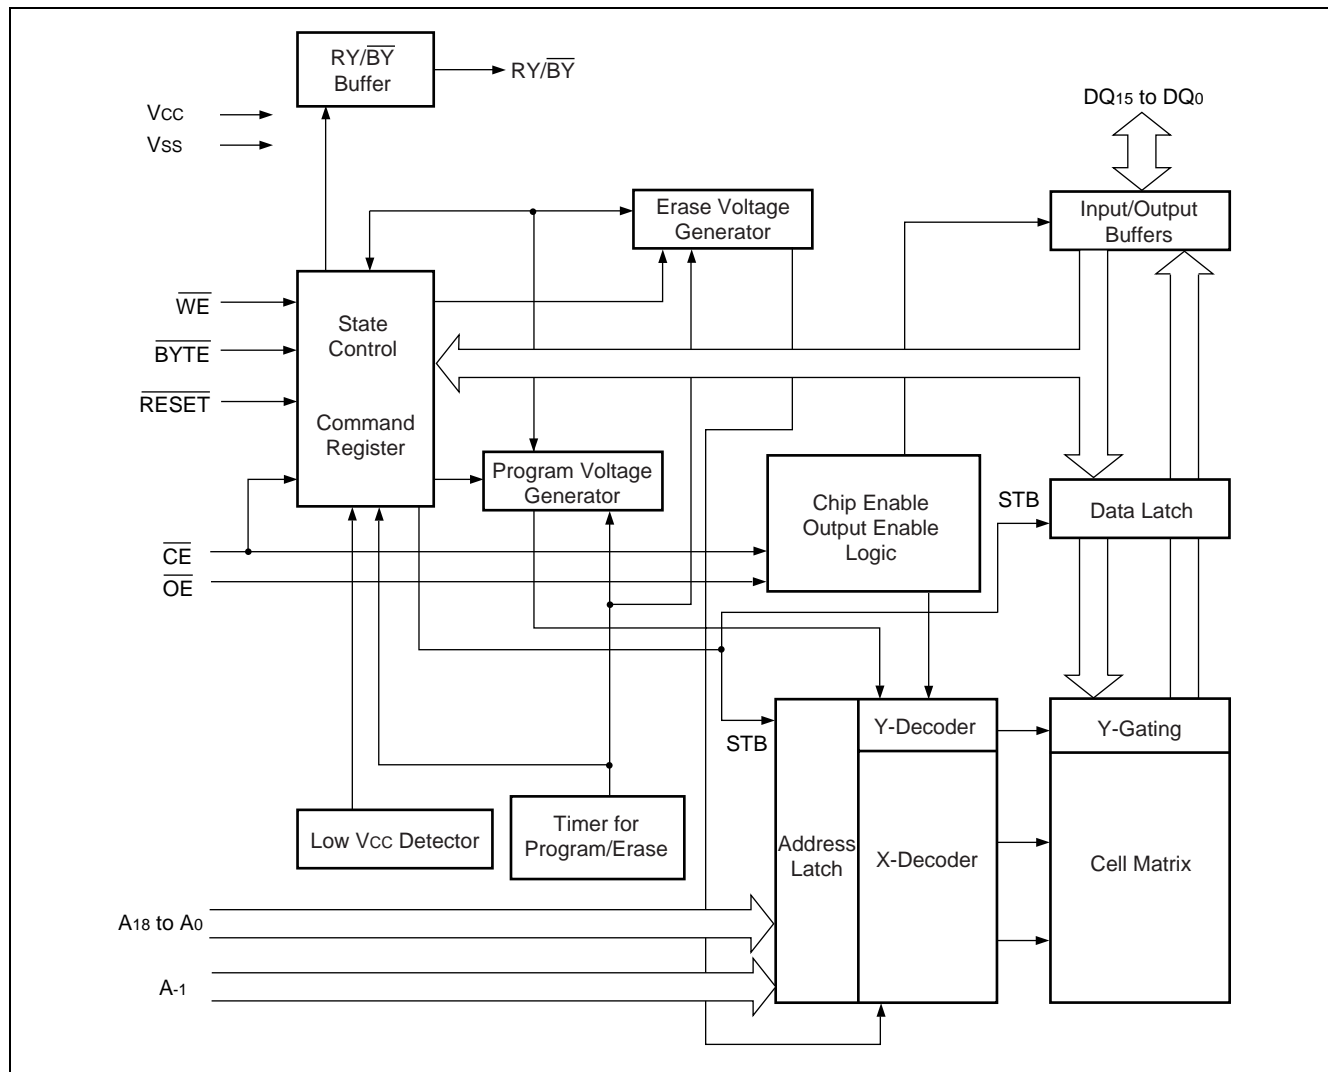 RY/BY
Buffer
RY/BY
VCC
VSS
DQ15 to DQ0
Erase Voltage
Generator
Input/Output
Buffers
WE
BYTE
RESET
State
Control
Command
Register
Program Voltage
Generator
Chip Enable
Output Enable
Logic
STB
Data Latch
CE
OE
STB
Y-Decoder
Y-Gating
Low VCC Detector
Timer for
Program/Erase
Address
Latch
X-Decoder
Cell Matrix
A18 to A0
A-1